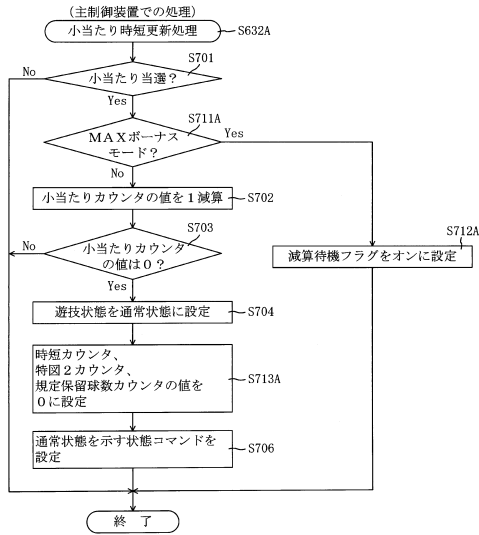 (主制御装置での処理)
小当たり時短更新処理
S632A
S701
No
小当たり当選？
Yes
S711A
MAXボーナス
モード？
Yes
No
小当たりカウンタの値を１減算
S702
S703
No
小当たりカウンタ
の値は０？
Yes
S712A
減算待機フラグをオンに設定
遊技状態を通常状態に設定
S704
時短カウンタ、
特図２カウンタ、
規定保留球数カウンタの値を
０に設定
S713A
通常状態を示す状態コマンドを
設定
S706
終 了